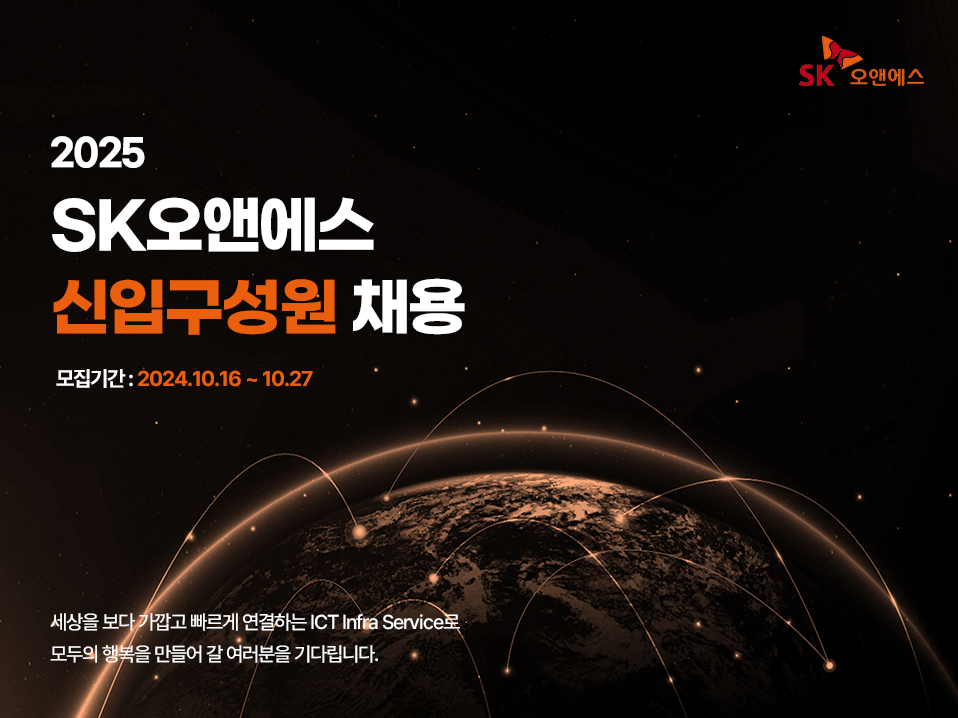 SK 오앤에스
2025
SK오앤에스
신입구성원 채용
모집기간 : 2024.10.16 ~ 10.27
세상을 보다 가깝고 빠르게 연결하는 ICT Infra Service로
모두의 행복을 만들어 갈 여러분을 기다립니다.